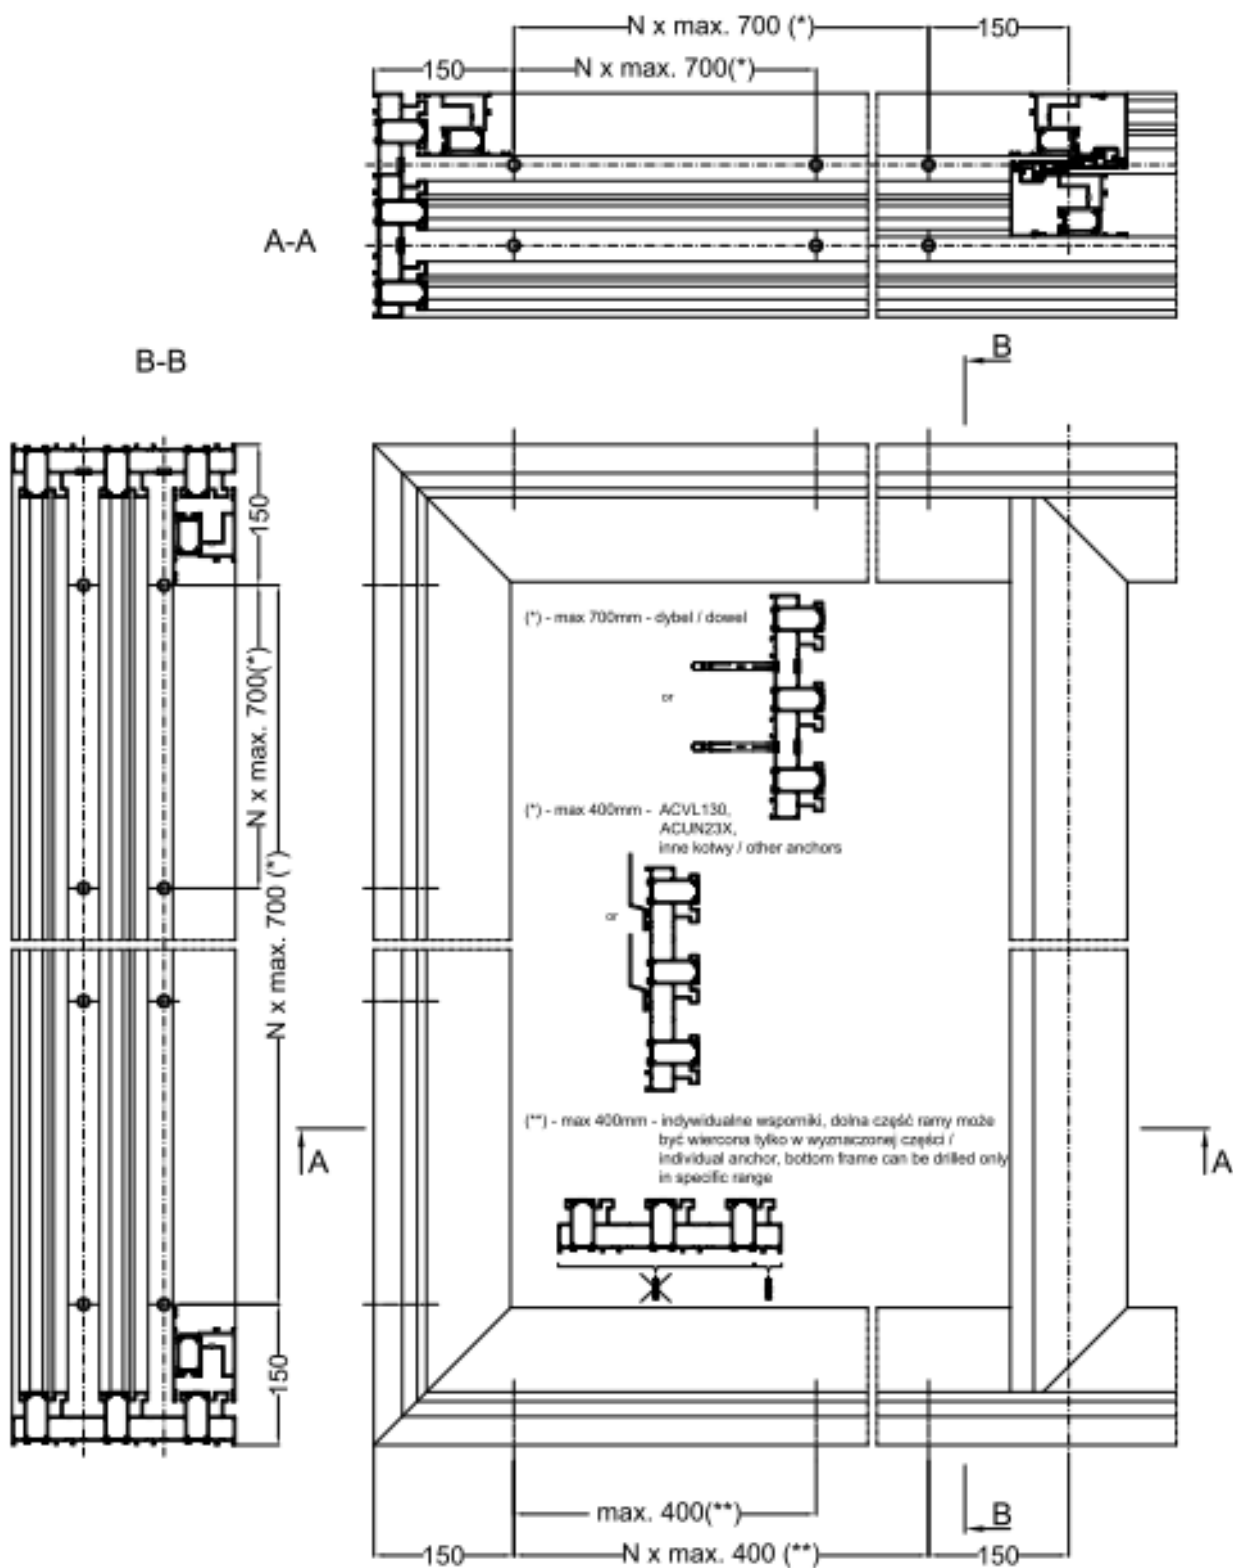 N x max. 700 (*)
150
150
N x max. 700(*)
A-A
B-B
B
150
N x max. 700(*)
N x max. 700 (*)
150
(*) - max 700mm - dybel / dowel
or
(*) - max 400mm - ACVL130,
ACUN23X,
inne kotwy / other anchors
or
(**) - max 400mm - indywidualne wsporniki, dolna część ramy może
być wiercona tylko w wyznaczonej części /
individual anchor, bottom frame can be drilled only
in specific range
A
A
max. 400(**)
B
150
N x max. 400 (**)
150